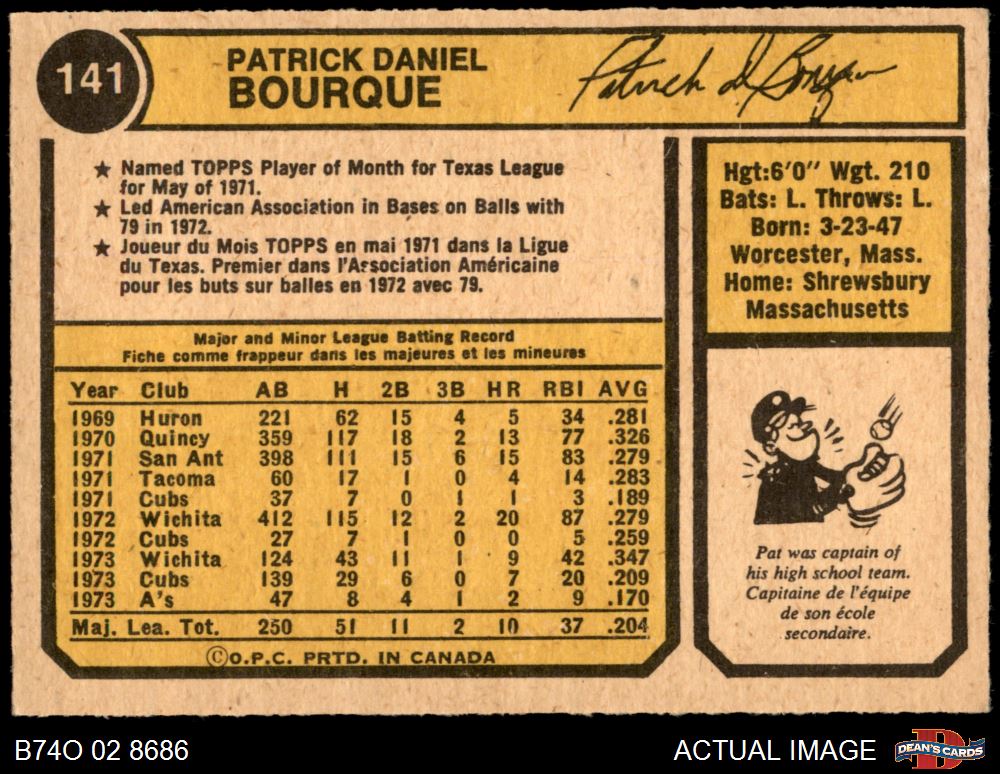 141
PATRICK DANIEL
BOURQUE
Patrick D Bourque
★ Named TOPPS Player of Month for Texas League
for May of 1971.
★ Led American Association in Bases on Balls with
79 in 1972.
★ Joueur du Mois TOPPS en mai 1971 dans la Ligue
du Texas. Premier dans l'Association Américaine
pour les buts sur balles en 1972 avec 79.
Hgt:6'0" Wgt. 210
Bats: L. Throws: L.
Born: 3-23-47
Worcester, Mass.
Home: Shrewsbury
Massachusetts
Major and Minor League Batting Record
Fiche comme frappeur dans les majeures et les mineures
Year Club AB H 2B 3B HR RBI AVG
1969 Huron 221 62 15 4 5 34 .281
1970 Quincy 359 117 18 2 13 77 .326
1971 San Ant 398 111 15 6 15 83 .279
1971 Tacoma 60 17 1 0 4 14 .283
1971 Cubs 37 7 0 1 1 3 .189
1972 Wichita 412 115 12 2 20 87 .279
1972 Cubs 27 7 1 0 0 5 .259
1973 Wichita 124 43 11 1 9 42 .347
1973 Cubs 139 29 6 0 7 20 .209
1973 A's 47 8 4 1 2 9 .170
Maj. Lea. Tot. 250 51 11 2 10 37 .204
©O.P.C. PRTD. IN CANADA
Pat was captain of
his high school team.
Capitaine de l'équipe
de son école
secondaire.
B74O 02 8686
ACTUAL IMAGE
D
DEAN'S CARDS